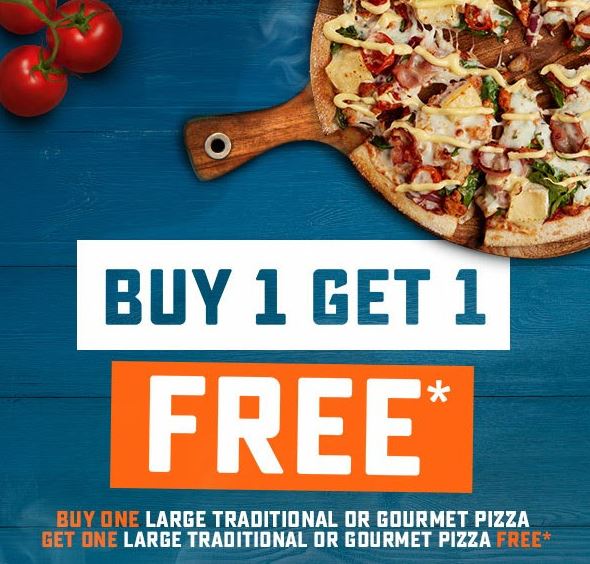 BUY 1 GET 1
FREE*
BUY ONE LARGE TRADITIONAL OR GOURMET PIZZA
GET ONE LARGE TRADITIONAL OR GOURMET PIZZA FREE*